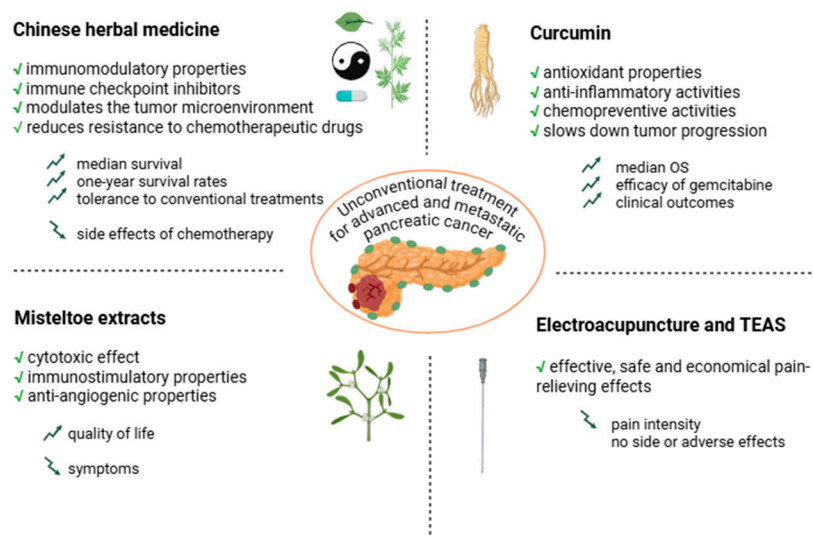 Chinese herbal medicine
√ immunomodulatory properties
√ immune checkpoint inhibitors
√ modulates the tumor microenvironment
√ reduces resistance to chemotherapeutic drugs
median survival
one-year survival rates
tolerance to conventional treatments
side effects of chemotherapy
Curcumin
√ antioxidant properties
√ anti-inflammatory activities
√ chemopreventive activities
√ slows down tumor progression
median OS
efficacy of gemcitabine
clinical outcomes
Unconventional treatment
for advanced and metastatic
pancreatic cancer
Misteltoe extracts
√ cytotoxic effect
√ immunostimulatory properties
√ anti-angiogenic properties
quality of life
symptoms
Electroacupuncture and TEAS
√ effective, safe and economical pain-
relieving effects
pain intensity
no side or adverse effects